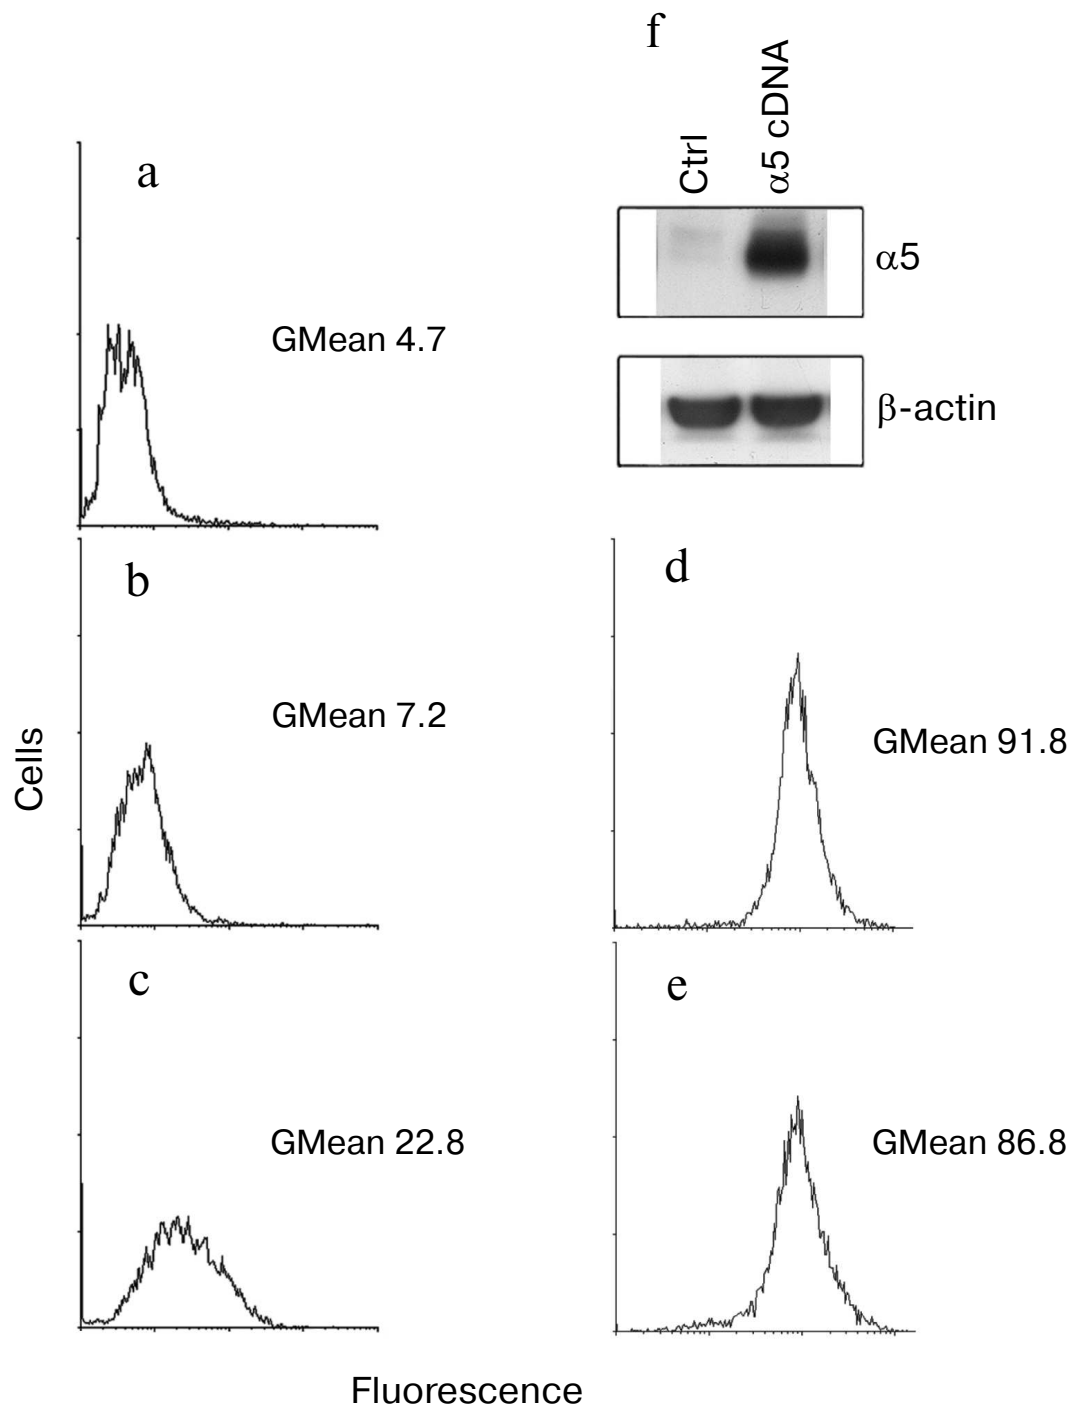 f
Ctrl
α5 cDNA
α5
β-actin
a
GMean 4.7
b
GMean 7.2
c
GMean 22.8
d
GMean 91.8
e
GMean 86.8
Cells
Fluorescence